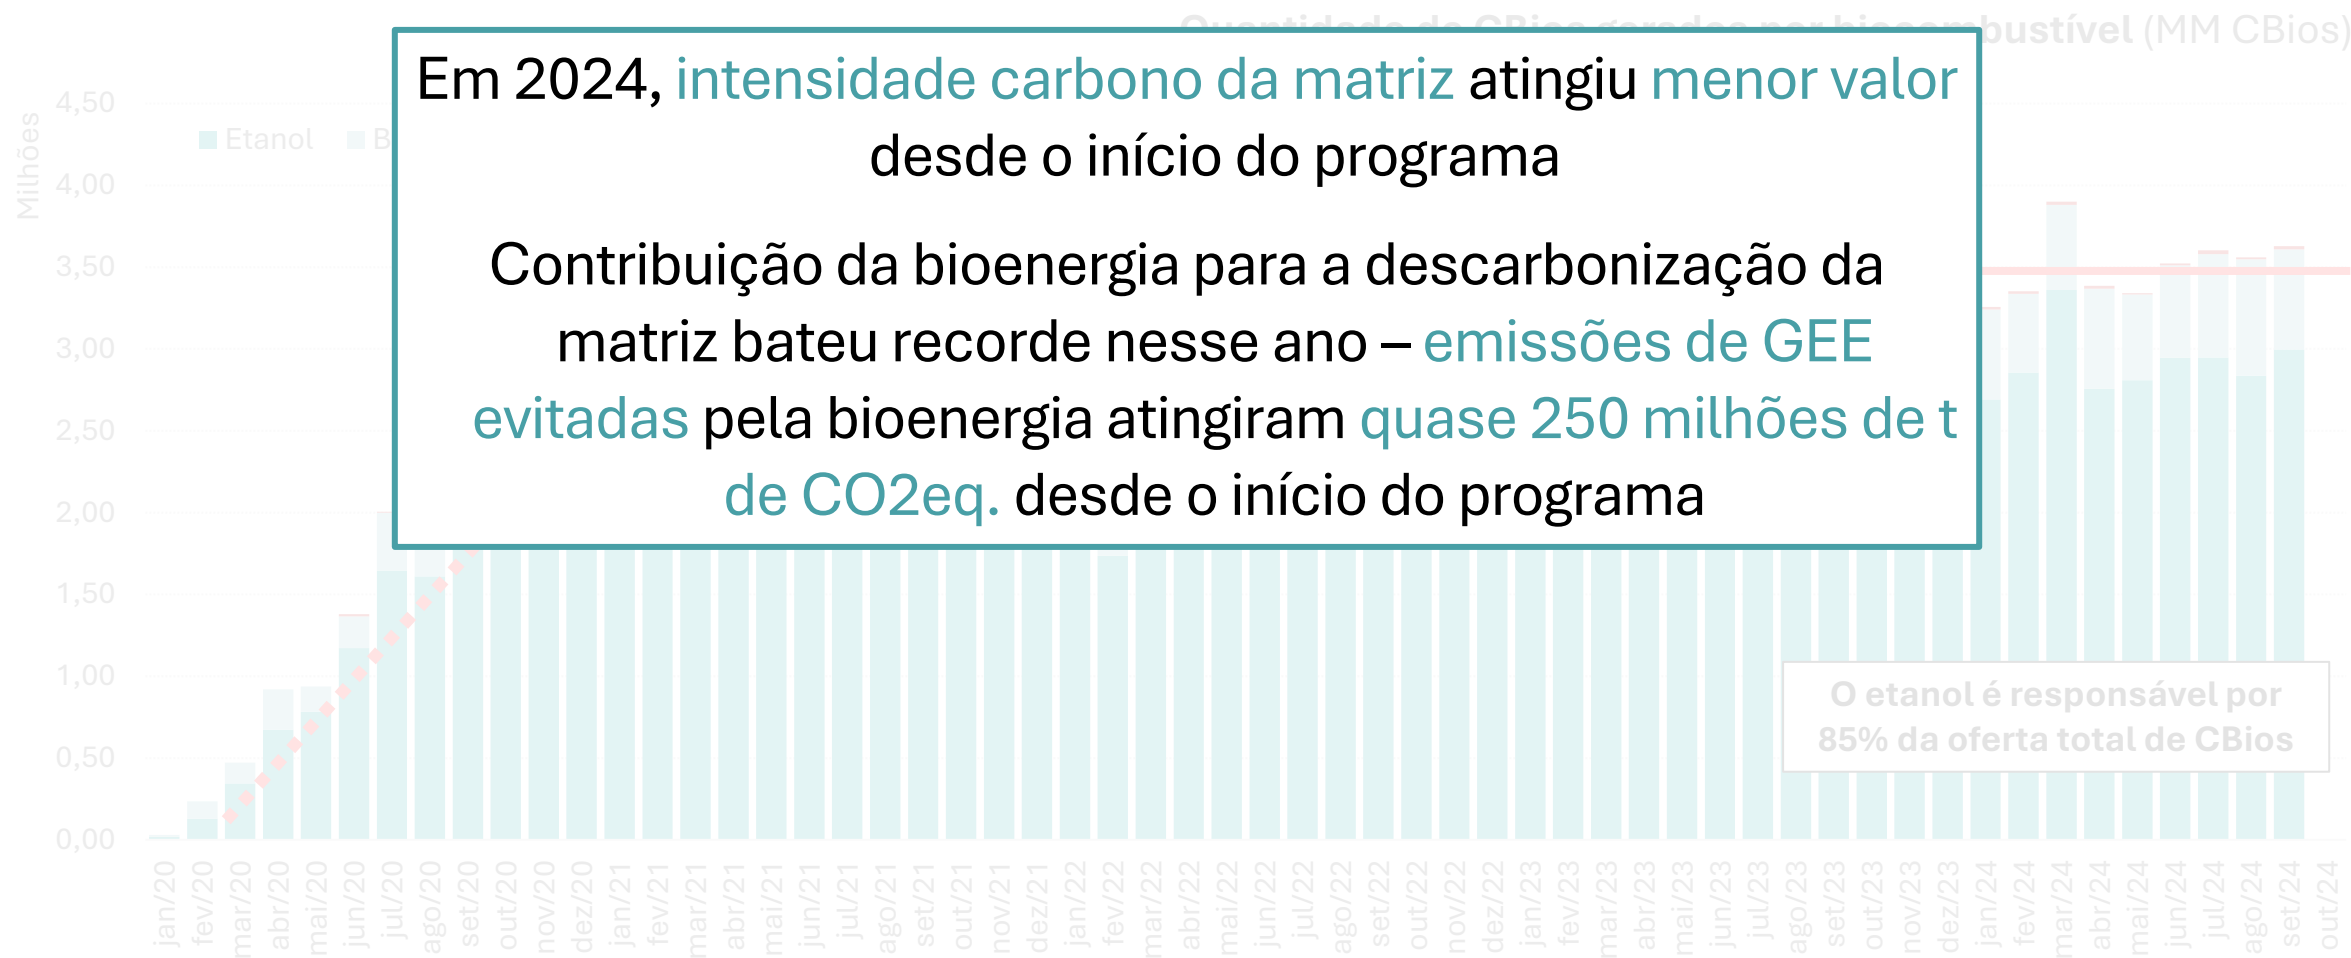 Quantidade de CBios gerados por biocombustível (MM CBios)
Em 2024, intensidade carbono da matriz atingiu menor valor
desde o início do programa
Contribuição da bioenergia para a descarbonização da
matriz bateu recorde nesse ano – emissões de GEE
evitadas pela bioenergia atingiram quase 250 milhões de t
de CO2eq. desde o início do programa
Milhões
4,50
4,00
3,50
3,00
2,50
2,00
1,50
1,00
0,50
0,00
Etanol B
O etanol é responsável por
85% da oferta total de CBios
jan/20
fev/20
mar/20
abr/20
mai/20
jun/20
jul/20
ago/20
set/20
out/20
nov/20
dez/20
jan/21
fev/21
mar/21
abr/21
mai/21
jun/21
jul/21
ago/21
set/21
out/21
nov/21
dez/21
jan/22
fev/22
mar/22
abr/22
mai/22
jun/22
jul/22
ago/22
set/22
out/22
nov/22
dez/22
jan/23
fev/23
mar/23
abr/23
mai/23
jun/23
jul/23
ago/23
set/23
out/23
nov/23
dez/23
jan/24
fev/24
mar/24
abr/24
mai/24
jun/24
jul/24
ago/24
set/24
out/24